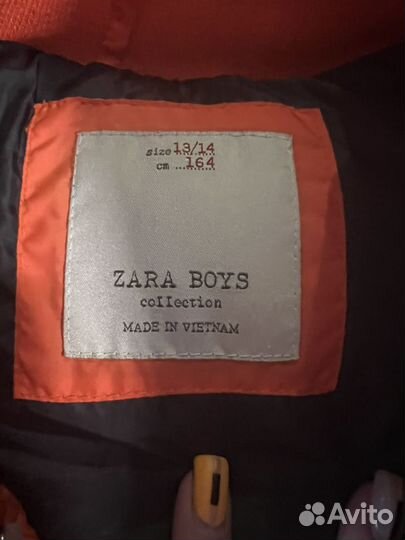 size 13/14
cm ...164
ZARA BOYS
collection
MADE IN VIETNAM
Avito